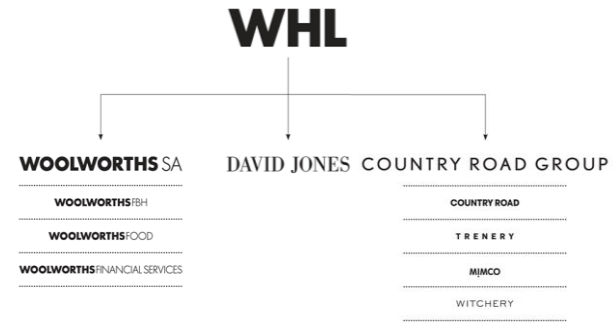 WHL
WOOLWORTHS SA
DAVID JONES
COUNTRY ROAD GROUP
WOOLWORTHS FBH
WOOLWORTHS FOOD
WOOLWORTHS FINANCIAL SERVICES
COUNTRY ROAD
TRENERY
MIMCO
WITCHERY